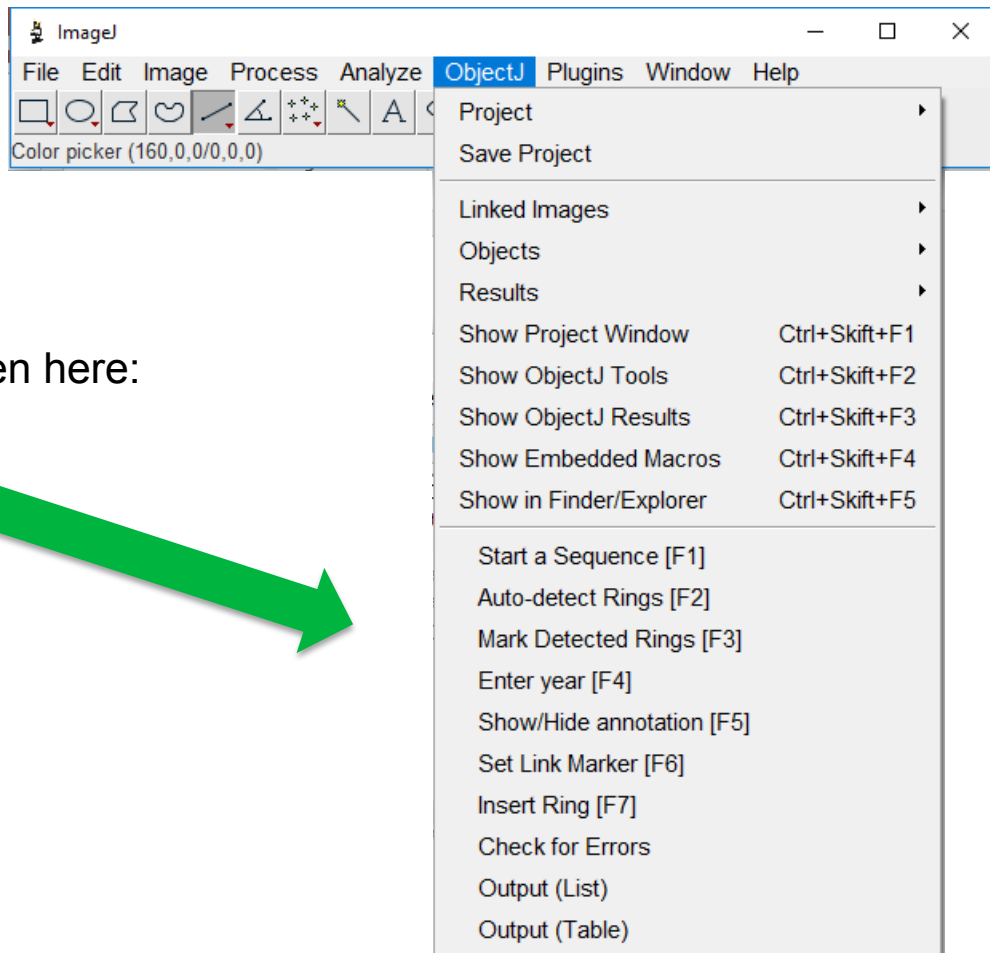 ImageJ
File Edit Image Process Analyze ObjectJ Plugins Window Help
A
Color picker (160,0,0/0,0,0)
Project
Save Project
Linked Images
Objects
Results
Show Project Window Ctrl+Skift+F1
Show ObjectJ Tools Ctrl+Skift+F2
Show ObjectJ Results Ctrl+Skift+F3
Show Embedded Macros Ctrl+Skift+F4
Show in Finder/Explorer Ctrl+Skift+F5
Start a Sequence [F1]
Auto-detect Rings [F2]
Mark Detected Rings [F3]
Enter year [F4]
Show/Hide annotation [F5]
Set Link Marker [F6]
Insert Ring [F7]
Check for Errors
Output (List)
Output (Table)
en here: